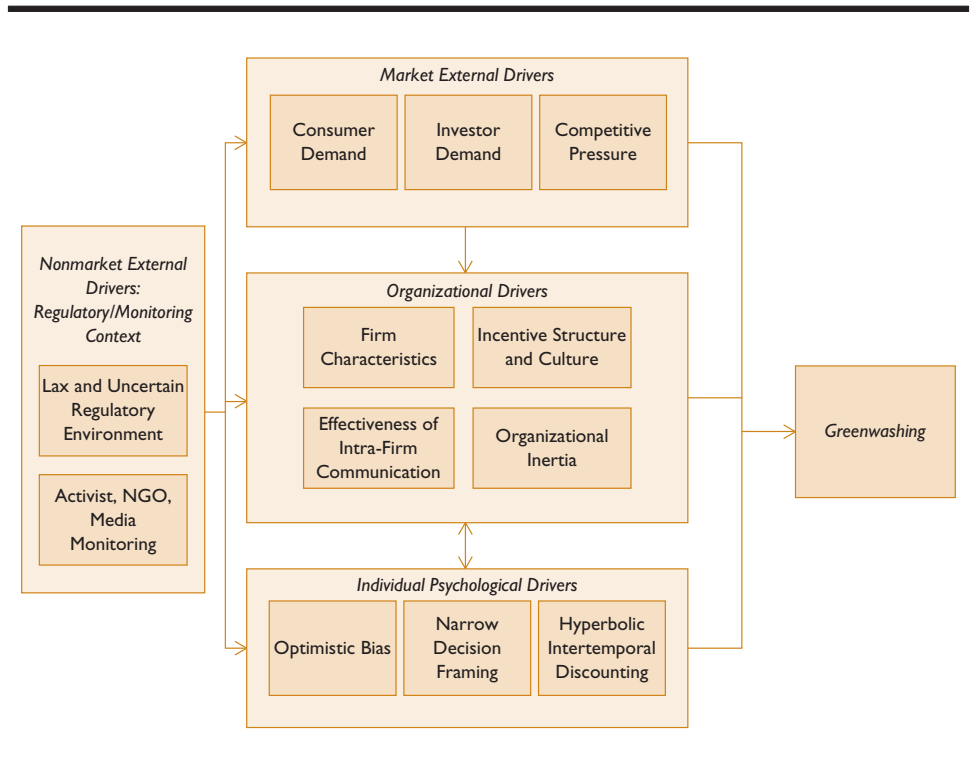 Market External Drivers
Consumer
Demand
Investor
Demand
Competitive
Pressure
Nonmarket External
Drivers:
Regulatory/Monitoring
Context
Lax and Uncertain
Regulatory
Environment
Activist, NGO,
Media
Monitoring
Organizational Drivers
Firm
Characteristics
Incentive Structure
and Culture
Effectiveness of
Intra-Firm
Communication
Organizational
Inertia
Individual Psychological Drivers
Optimistic Bias
Narrow
Decision
Framing
Hyperbolic
Intertemporal
Discounting
Greenwashing